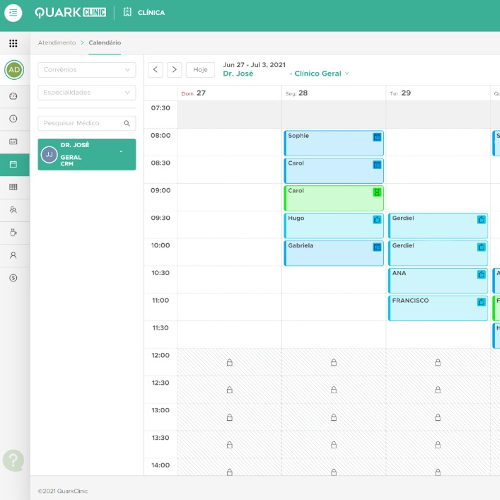 QUARKCLINIC
CLÍNICA
Atendimento > Calendário
AD
Convênios
Especialidades
Pesquisar Médico
JJ
DR. JOSÉ
GERAL
CRM
Hoje
Jun 27 - Jul 3, 2021
Dr. José - Clínico Geral
Dom. 27
Seg. 28
Ter. 29
07:30
08:00 Sophie
08:30 Carol
09:00 Carol
09:30 Hugo Gerdiel
10:00 Gabriela Gerdiel
10:30 ANA
11:00 FRANCISCO
11:30
12:00
12:30
13:00
13:30
14:00
?
©2021 QuarkClinic